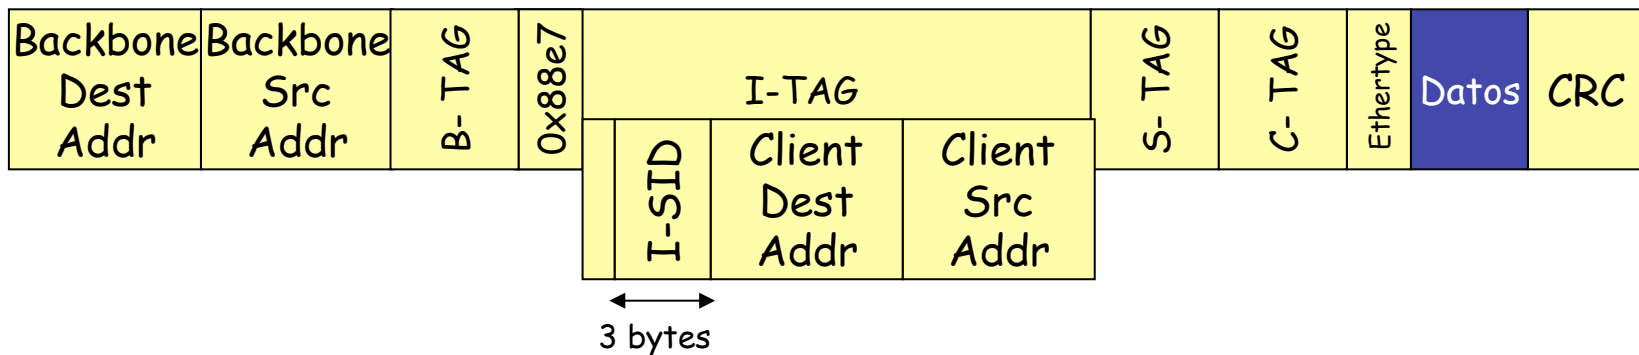 Backbone
Dest
Addr
Backbone
Src
Addr
B- TAG
0x88e7
I-TAG
I-SID
Client
Dest
Addr
Client
Src
Addr
S- TAG
C- TAG
Ethertype
Datos
CRC
3 bytes